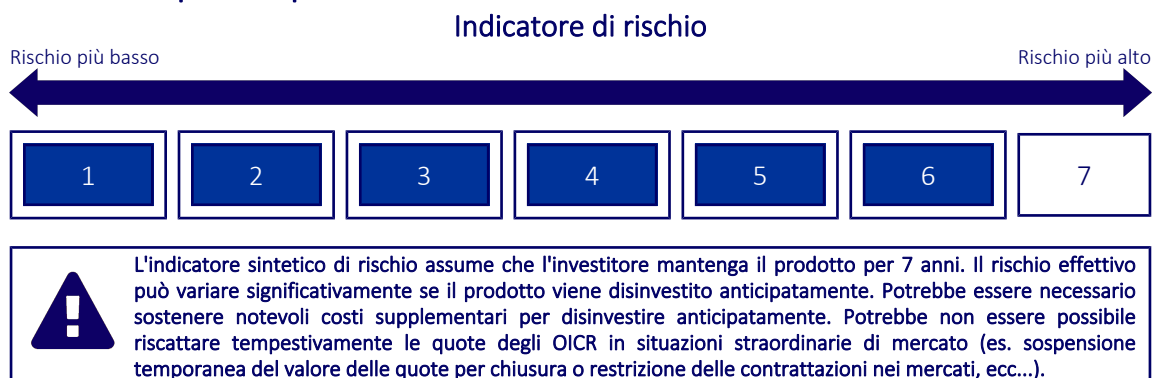 Indicatore di rischio
Rischio più basso Rischio più alto
1 2 3 4 5 6 7
L'indicatore sintetico di rischio assume che l'investitore mantenga il prodotto per 7 anni. Il rischio effettivo
può variare significativamente se il prodotto viene disinvestito anticipatamente. Potrebbe essere necessario
sostenere notevoli costi supplementari per disinvestire anticipatamente. Potrebbe non essere possibile
riscattare tempestivamente le quote degli OICR in situazioni straordinarie di mercato (es. sospensione
temporanea del valore delle quote per chiusura o restrizione delle contrattazioni nei mercati, ecc...).